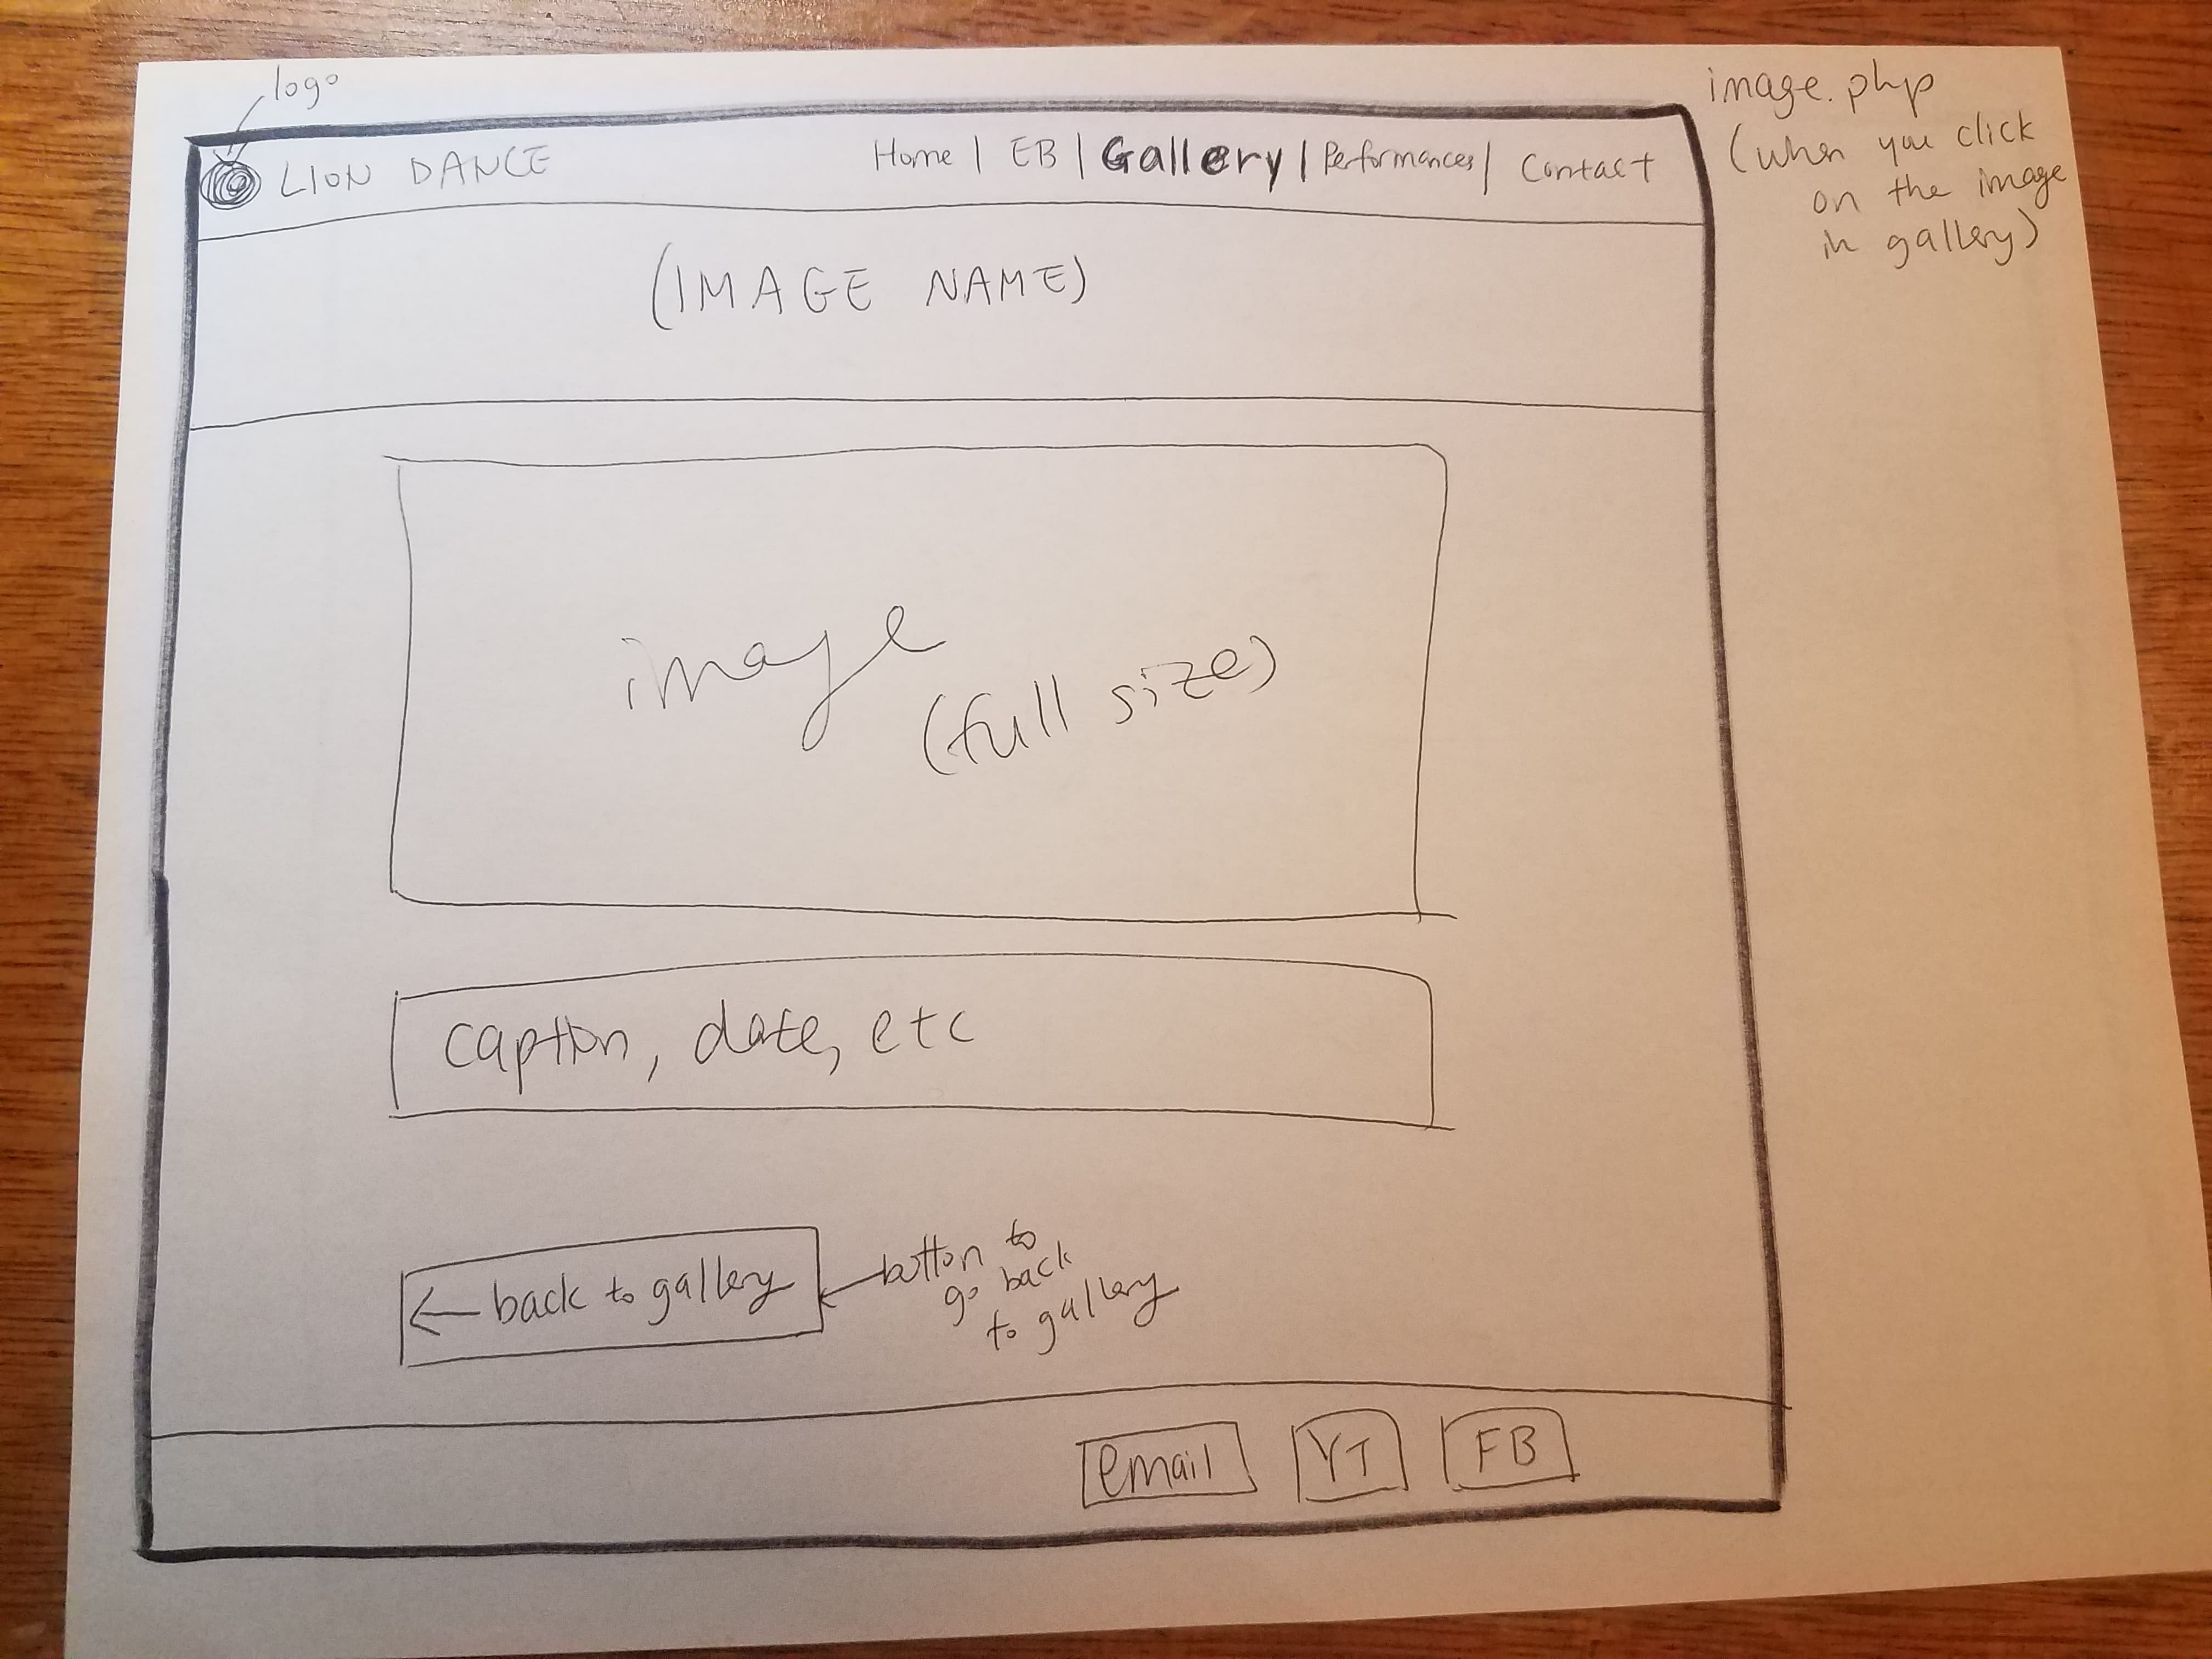 logo
LION DANCE
Home | EB | Gallery | Performances | Contact
image.php
(when you click
on the image
in gallery)
(IMAGE NAME)
image
(full size)
caption, date, etc
← back to gallery
button to
go back
to gallery
email
YT
FB